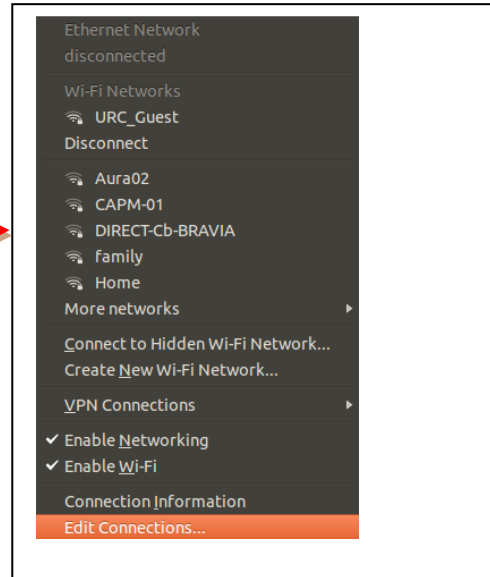 Ethernet Network
disconnected
Wi-Fi Networks
URC_Guest
Disconnect
Aura02
CAPM-01
DIRECT-Cb-BRAVIA
family
Home
More networks
Connect to Hidden Wi-Fi Network...
Create New Wi-Fi Network...
VPN Connections
Enable Networking
Enable Wi-Fi
Connection Information
Edit Connections...